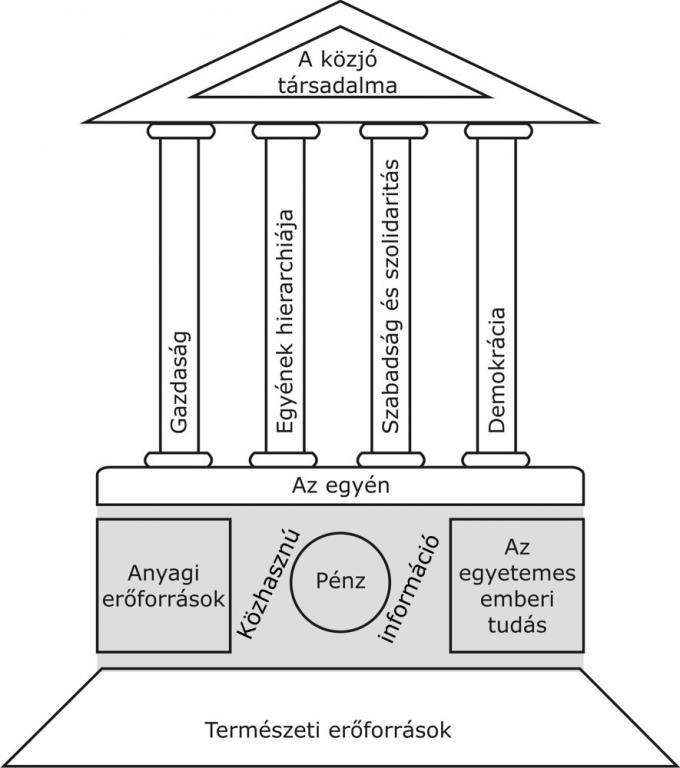 A közjó
társadalma
Gazdaság
Egyének hierarchiája
Szabadság és szolidaritás
Demokrácia
Az egyén
Anyagi
erőforrások
Közhasznú
Pénz
információ
Az
egyetemes
emberi
tudás
Természeti erőforrások